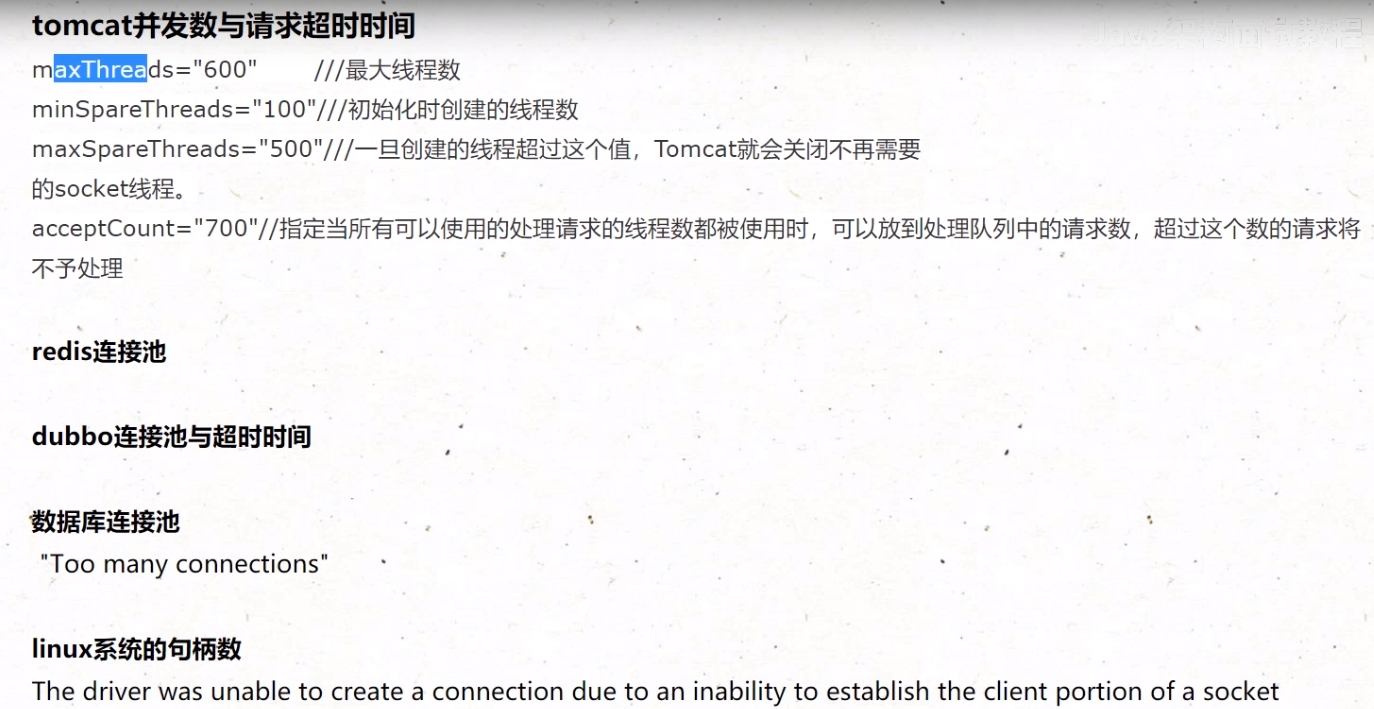 tomcat并发数与请求超时时间
maxThreads="600" ///最大线程数
minSpareThreads="100"///初始化时创建的线程数
maxSpareThreads="500"///一旦创建的线程超过这个值，Tomcat就会关闭不再需要
的socket线程。
acceptCount="700"//指定当所有可以使用的处理请求的线程数都被使用时，可以放到处理队列中的请求数，超过这个数的请求将
不予处理
redis连接池
dubbo连接池与超时时间
数据库连接池
"Too many connections"
linux系统的句柄数
The driver was unable to create a connection due to an inability to establish the client portion of a socket